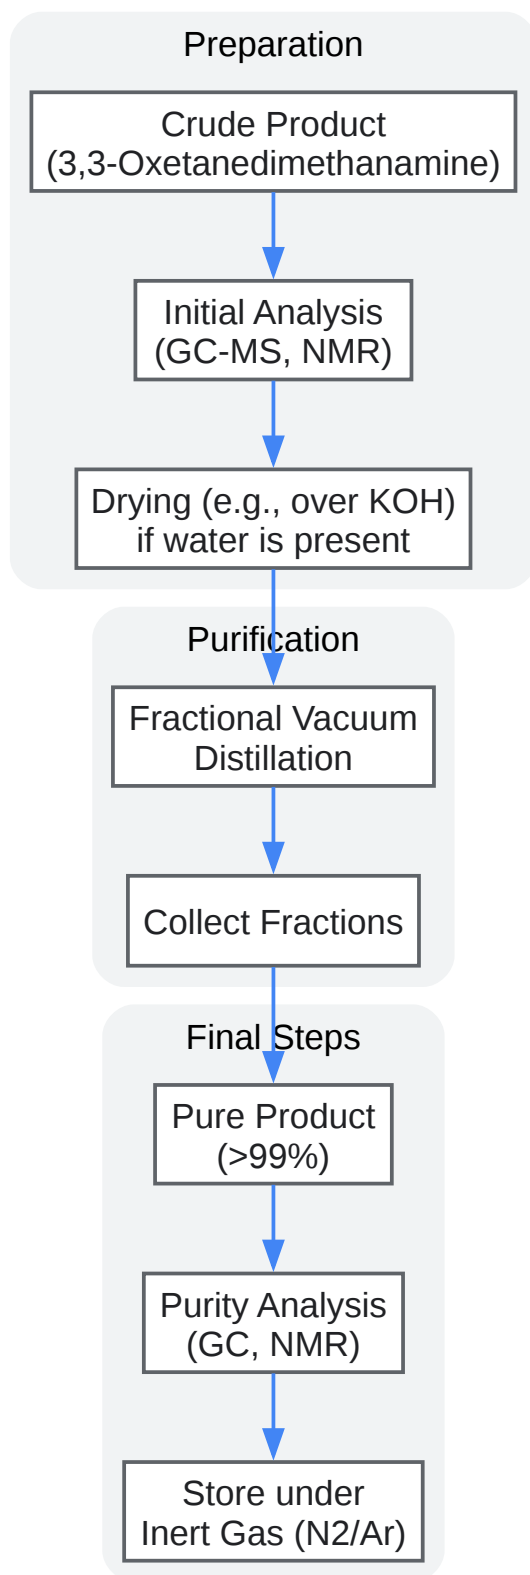 Preparation
Crude Product
(3,3-Oxetanedimethanamine)
Initial Analysis
(GC-MS, NMR)
Drying (e.g., over KOH)
if water is present
Purification
Fractional Vacuum
Distillation
Collect Fractions
Final Steps
Pure Product
(>99%)
Purity Analysis
(GC, NMR)
Store under
Inert Gas (N2/Ar)